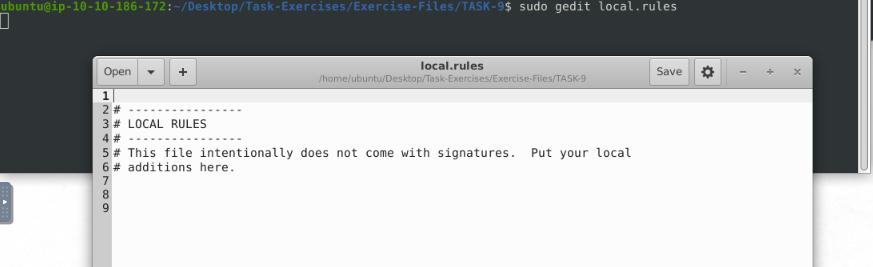 ubuntu@ip-10-10-186-172:~/Desktop/Task-Exercises/Exercise-Files/TASK-9$ sudo gedit local.rules
Open
local.rules
/home/ubuntu/Desktop/Task-Exercises/Exercise-Files/TASK-9
Save
1
2 # ----------------
3 # LOCAL RULES
4 # ----------------
5 # This file intentionally does not come with signatures.  Put your local
6 # additions here.
7
8
9